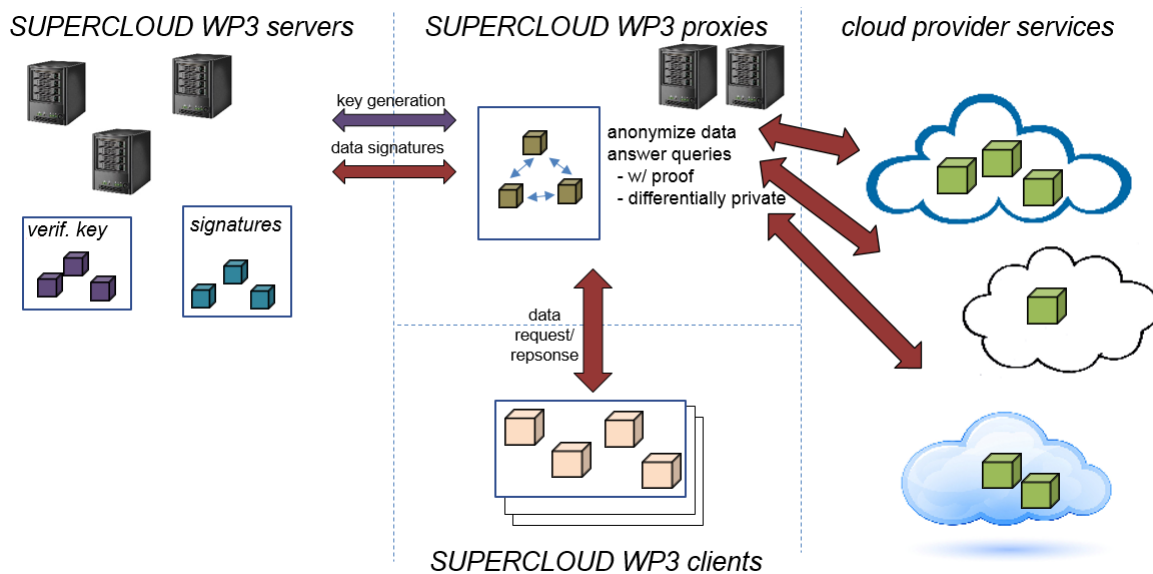 SUPERCLOUD WP3 servers
SUPERCLOUD WP3 proxies
cloud provider services
key generation
data signatures
anonymize data
answer queries
- w/ proof
- differentially private
verif. key
signatures
data
request/
repsonse
SUPERCLOUD WP3 clients